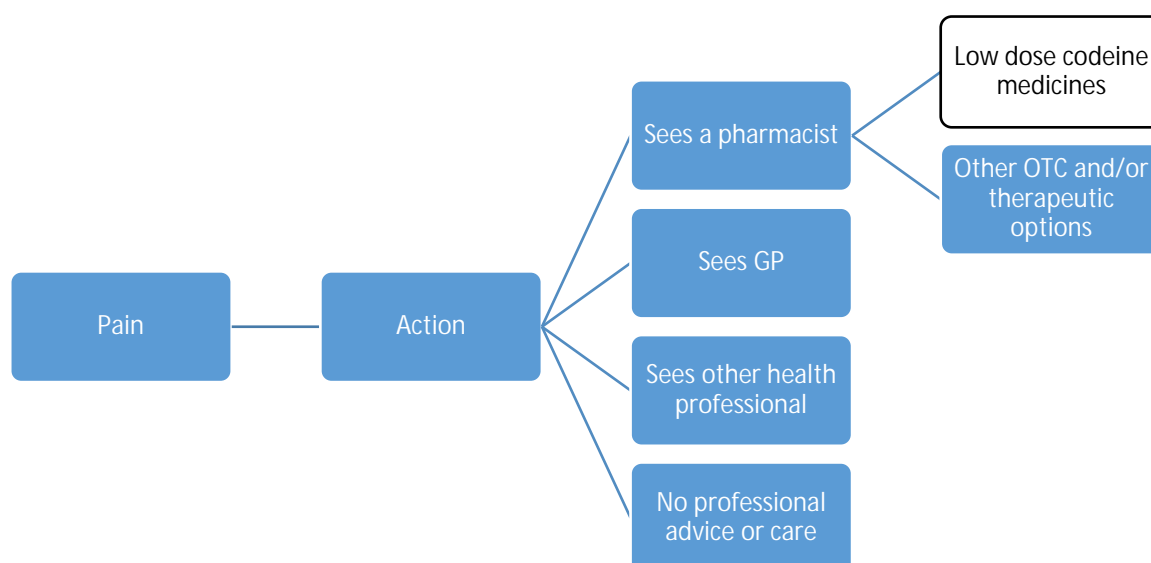 Pain
Action
Sees a pharmacist
Sees GP
Sees other health
professional
No professional
advice or care
Low dose codeine
medicines
Other OTC and/or
therapeutic
options